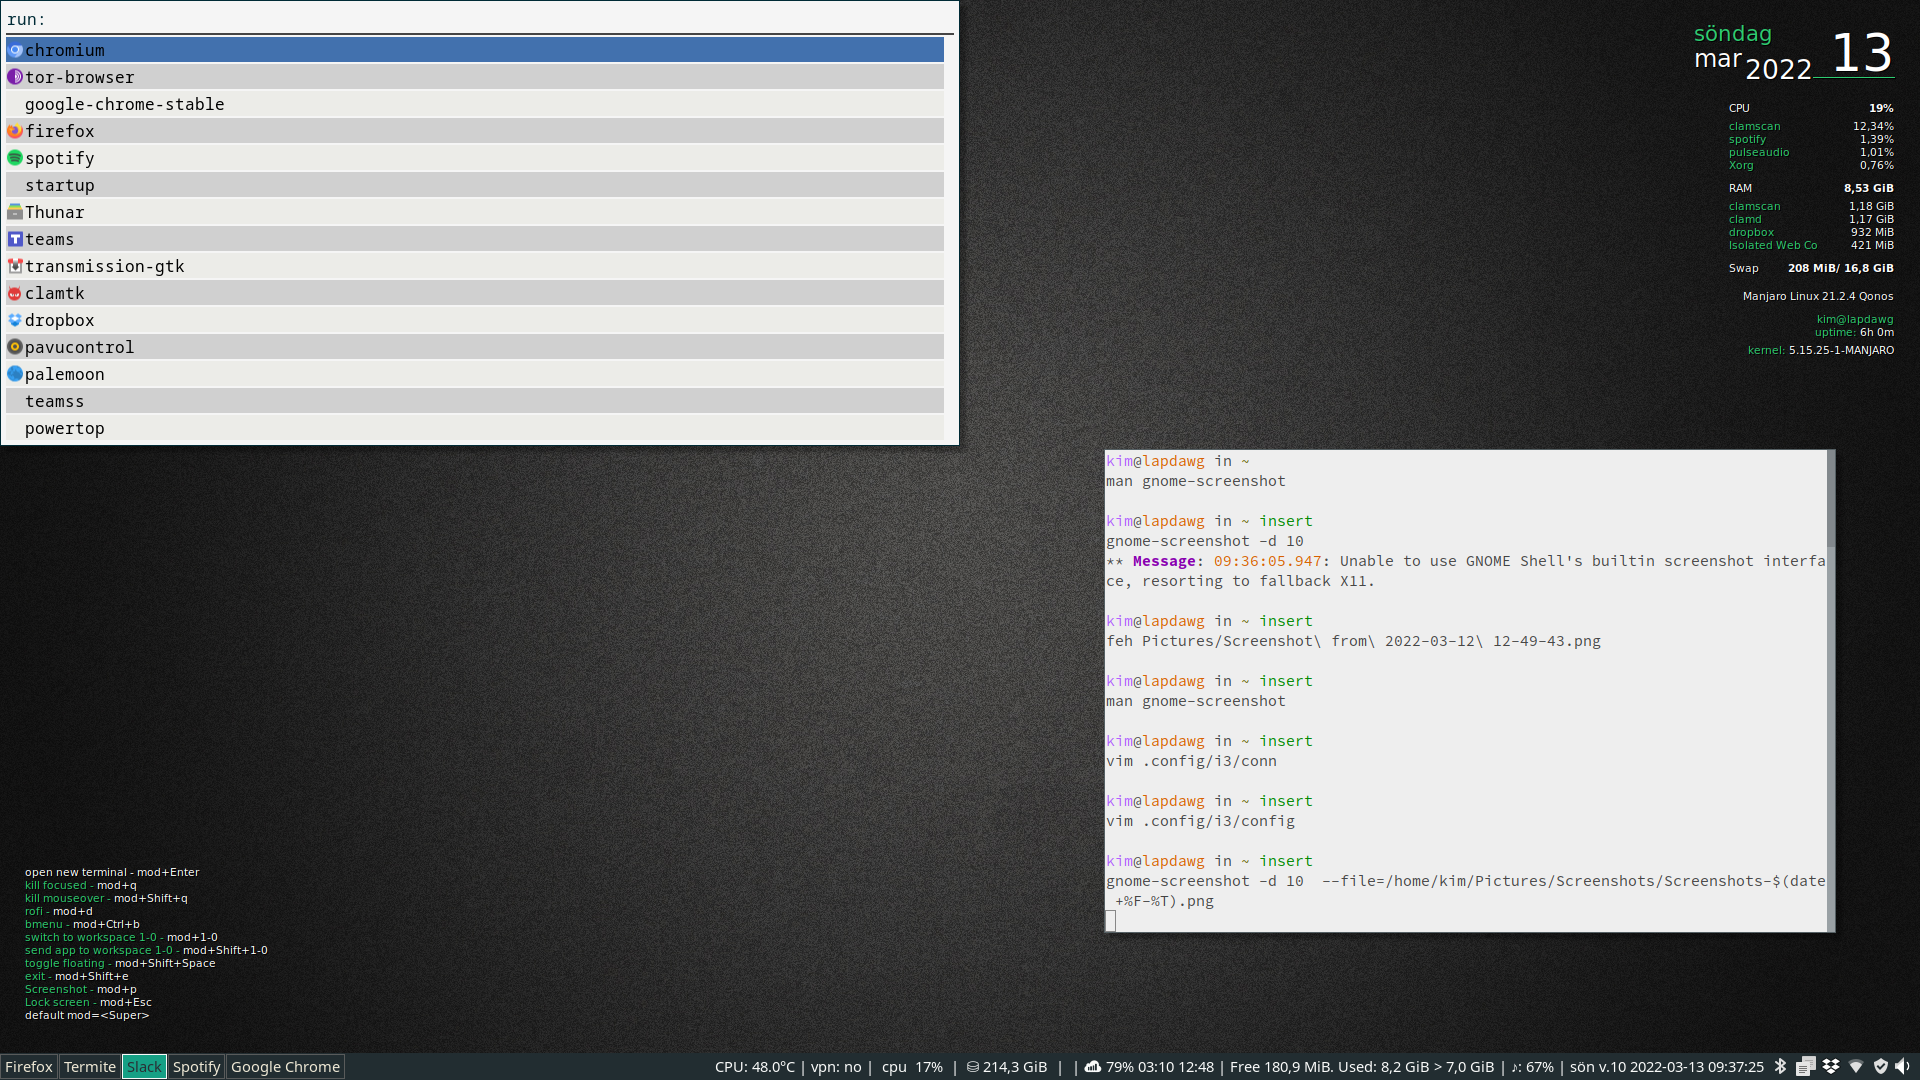 run:
chromium
tor-browser
google-chrome-stable
firefox
spotify
startup
Thunar
teams
transmission-gtk
clamtk
dropbox
pavucontrol
palemoon
teamss
powertop
söndag
mar 2022 13
CPU 19%
clamscan 12,34%
spotify 1,39%
pulseaudio 1,01%
Xorg 0,76%
RAM 8,53 GiB
clamscan 1,18 GiB
clamd 1,17 GiB
dropbox 932 MiB
Isolated Web Co 421 MiB
Swap 208 MiB/ 16,8 GiB
Manjaro Linux 21.2.4 Qonos
kim@lapdawg
uptime: 6h 0m
kernel: 5.15.25-1-MANJARO
kim@lapdawg in ~
man gnome-screenshot
kim@lapdawg in ~ insert
gnome-screenshot -d 10
** Message: 09:36:05.947: Unable to use GNOME Shell's builtin screenshot interfa
ce, resorting to fallback X11.
kim@lapdawg in ~ insert
feh Pictures/Screenshot\ from\ 2022-03-12\ 12-49-43.png
kim@lapdawg in ~ insert
man gnome-screenshot
kim@lapdawg in ~ insert
vim .config/i3/conn
kim@lapdawg in ~ insert
vim .config/i3/config
kim@lapdawg in ~ insert
gnome-screenshot -d 10  --file=/home/kim/Pictures/Screenshots/Screenshots-$(date
+%F-%T).png
open new terminal - mod+Enter
kill focused - mod+q
kill mouseover - mod+Shift+q
rofi - mod+d
bmenu - mod+Ctrl+b
switch to workspace 1-0 - mod+1-0
send app to workspace 1-0 - mod+Shift+1-0
toggle floating - mod+Shift+Space
exit - mod+Shift+e
Screenshot - mod+p
Lock screen - mod+Esc
default mod=<Super>
Firefox Termite Slack Spotify Google Chrome
CPU: 48.0°C | vpn: no | cpu 17% | 214,3 GiB | | 79% 03:10 12:48 | Free 180,9 MiB. Used: 8,2 GiB > 7,0 GiB | ♪: 67% | sön v.10 2022-03-13 09:37:25